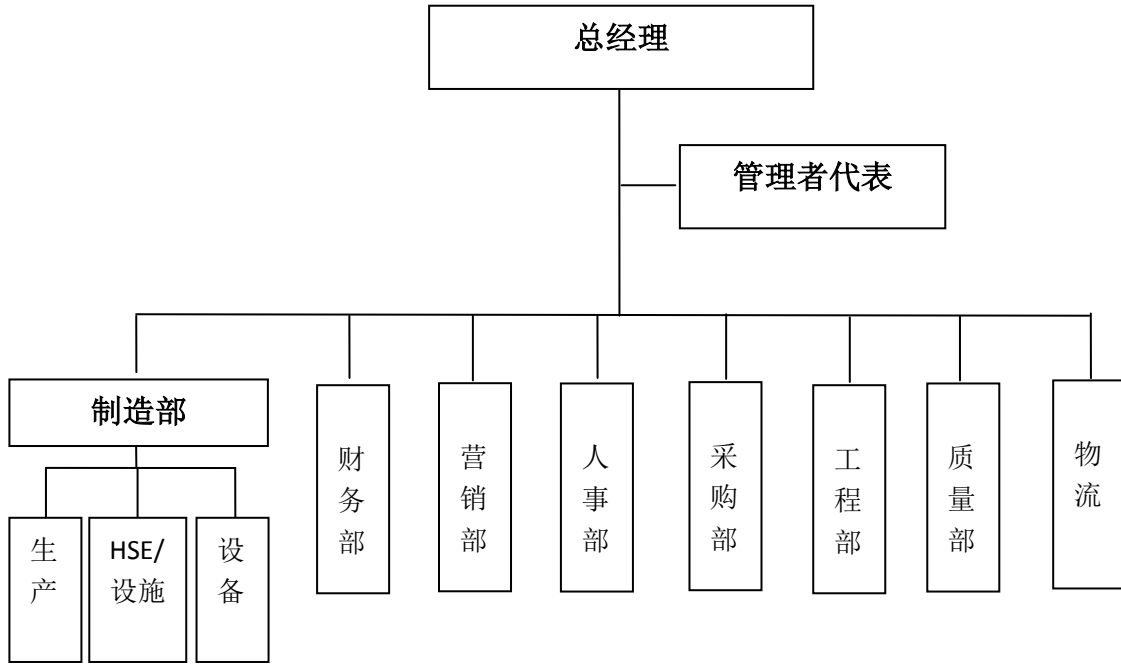 总经理
管理者代表
制造部
生产
HSE/
设施
设备
财务部
营销部
人事部
采购部
工程部
质量部
物流